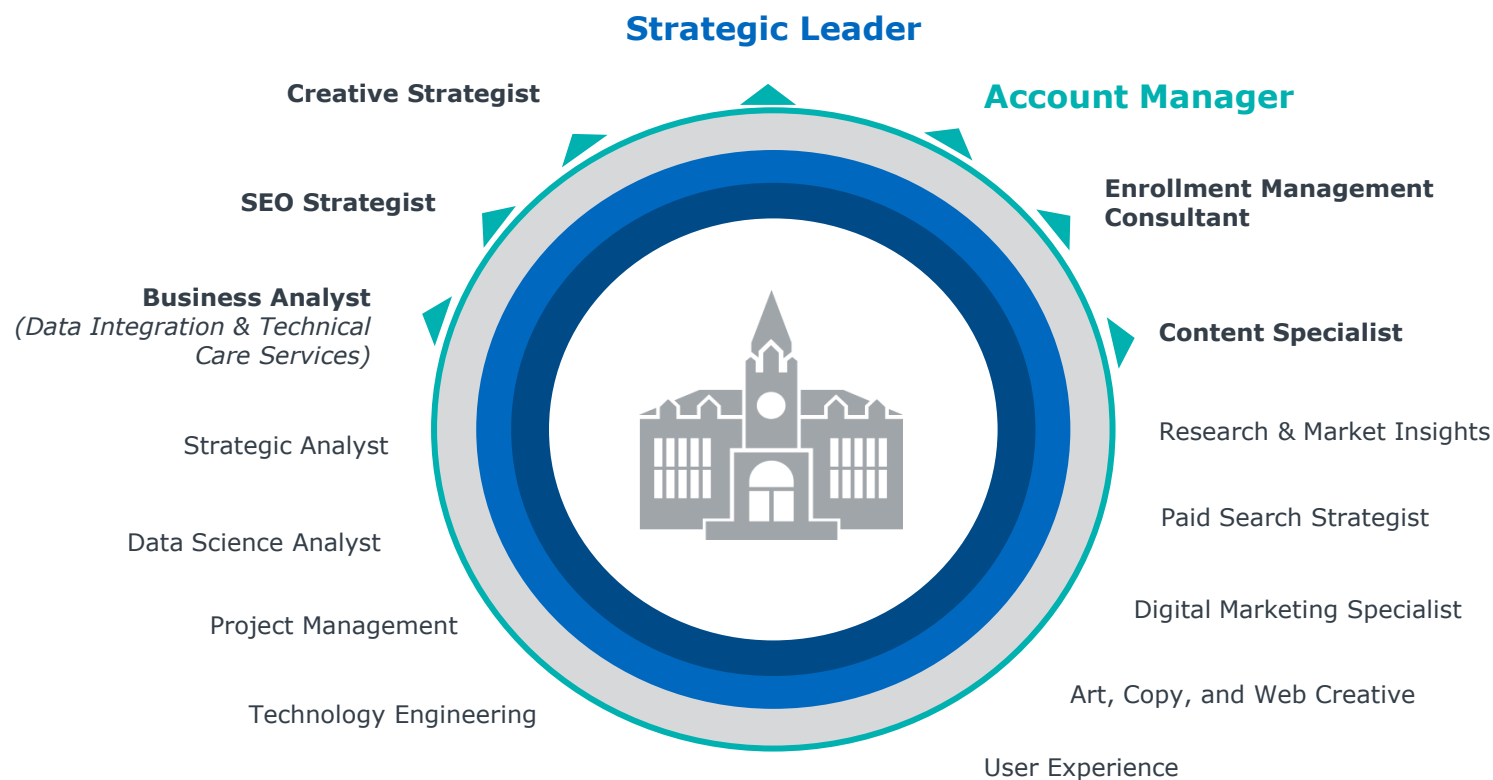 Strategic Leader
Creative Strategist
Account Manager
SEO Strategist
Enrollment Management
Consultant
Business Analyst
(Data Integration & Technical
Care Services)
Content Specialist
Strategic Analyst
Research & Market Insights
Data Science Analyst
Paid Search Strategist
Project Management
Digital Marketing Specialist
Technology Engineering
Art, Copy, and Web Creative
User Experience